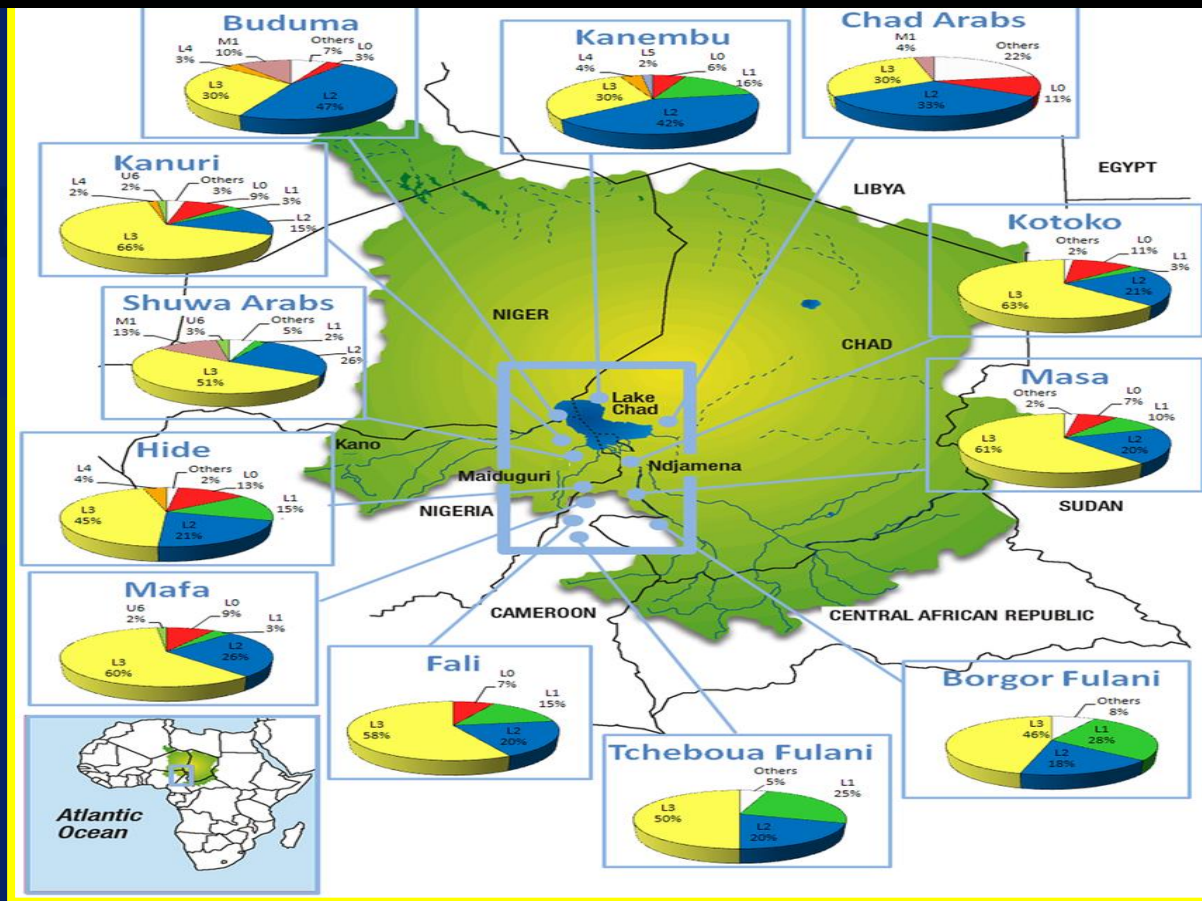 Buduma
L4
3%
M1
10%
Others
7%
L0
3%
L3
30%
L2
47%
Kanembu
L4
4%
L5
2%
L0
6%
L1
16%
L3
30%
L2
42%
Chad Arabs
M1
4%
Others
22%
L3
30%
L2
33%
L0
11%
Kanuri
L4
2%
U6
2%
Others
3%
L0
9%
L1
3%
L2
15%
L3
66%
Kotoko
Others
2%
L0
11%
L1
3%
L2
21%
L3
63%
Shuwa Arabs
M1
13%
U6
3%
Others
5%
L1
2%
L2
26%
L3
51%
Masa
Others
2%
L0
7%
L1
10%
L2
20%
L3
61%
Hide
L4
4%
Others
2%
L0
13%
L1
15%
L3
45%
L2
21%
Mafa
U6
2%
L0
9%
L1
3%
L2
26%
L3
60%
Fali
L0
7%
L1
15%
L2
20%
L3
58%
Tcheboua Fulani
Others
5%
L1
25%
L3
50%
L2
20%
Borgor Fulani
Others
8%
L3
46%
L1
28%
L2
18%
EGYPT
LIBYA
NIGER
CHAD
Lake
Chad
Kano
Maiduguri
Ndjamena
NIGERIA
SUDAN
CAMEROON
CENTRAL AFRICAN REPUBLIC
Atlantic
Ocean